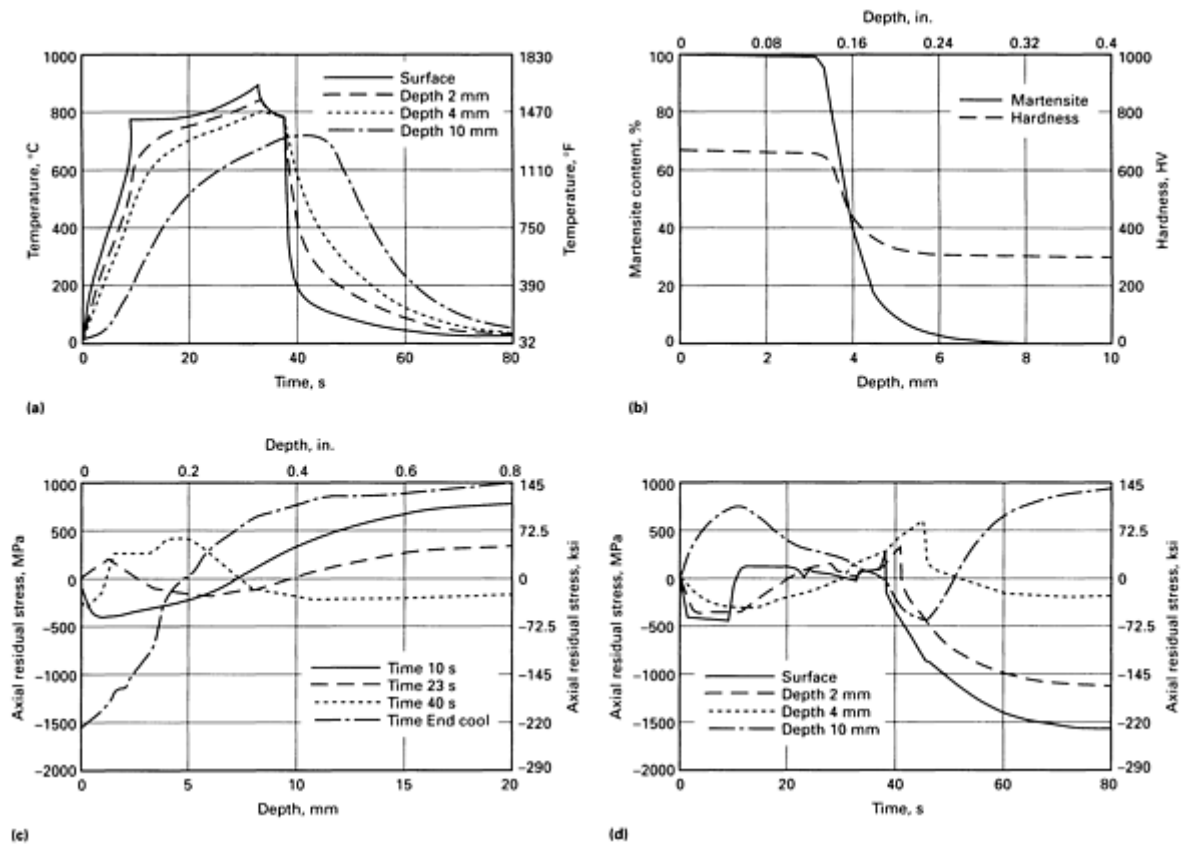 1000
800
600
400
200
0
Temperature, °C
Surface
Depth 2 mm
Depth 4 mm
Depth 10 mm
1830
1470
1110
750
390
32
Temperature, °F
0 20 40 60 80
Time, s
(a)
Depth, in.
0 0.08 0.16 0.24 0.32 0.4
100
80
60
40
20
0
Martensite content, %
Martensite
Hardness
1000
800
600
400
200
0
Hardness, HV
0 2 4 6 8 10
Depth, mm
(b)
Depth, in.
0 0.2 0.4 0.6 0.8
1000
500
0
−500
−1000
−1500
−2000
Axial residual stress, MPa
Time 10 s
Time 23 s
Time 40 s
Time End cool
145
72.5
0
−72.5
−145
−220
−290
Axial residual stress, ksi
0 5 10 15 20
Depth, mm
(c)
1000
500
0
−500
−1000
−1500
−2000
Axial residual stress, MPa
Surface
Depth 2 mm
Depth 4 mm
Depth 10 mm
145
72.5
0
−72.5
−145
−220
−290
Axial residual stress, ksi
0 20 40 60 80
Time, s
(d)